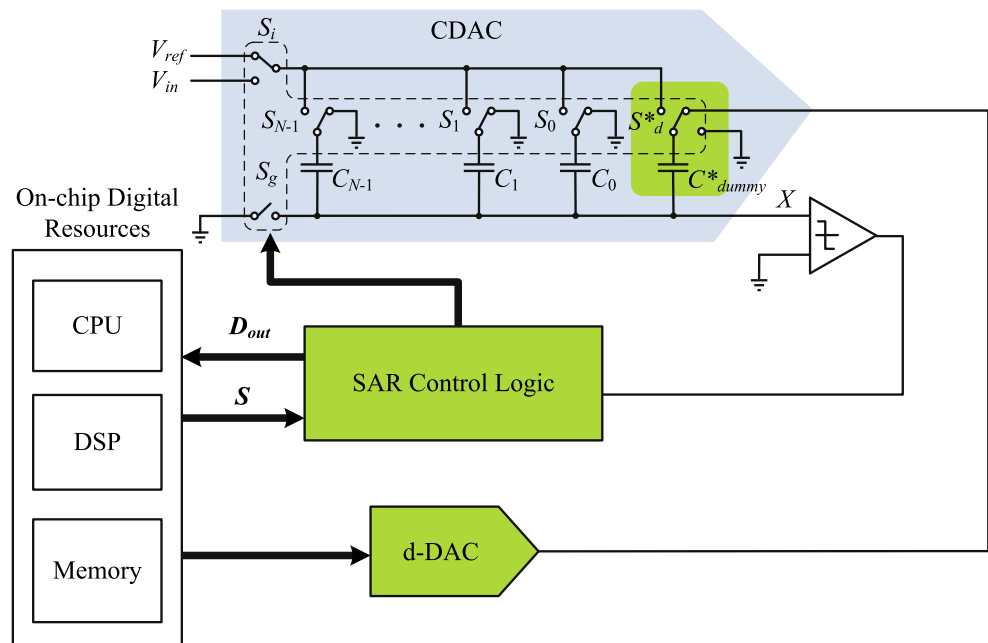 CDAC
S_i
V_ref
V_in
S_N-1
. . . .
S_1
S_0
S*_d
S_g
C_N-1
C_1
C_0
C*_dummy
X
On-chip Digital
Resources
CPU
D_out
SAR Control Logic
S
DSP
d-DAC
Memory